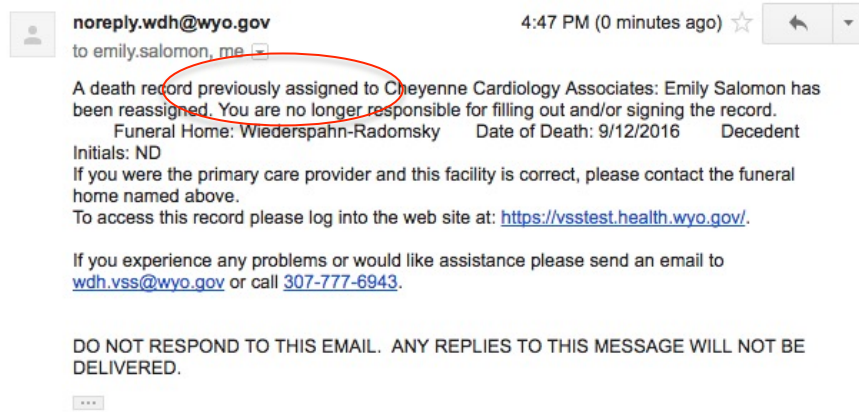 noreply.wdh@wyo.gov 4:47 PM (0 minutes ago)
to emily.salomon, me
A death record previously assigned to Cheyenne Cardiology Associates: Emily Salomon has
been reassigned. You are no longer responsible for filling out and/or signing the record.
Funeral Home: Wiederspahn-Radomsky Date of Death: 9/12/2016 Decedent
Initials: ND
If you were the primary care provider and this facility is correct, please contact the funeral
home named above.
To access this record please log into the web site at: https://vsstest.health.wyo.gov/.
If you experience any problems or would like assistance please send an email to
wdh.vss@wyo.gov or call 307-777-6943.
DO NOT RESPOND TO THIS EMAIL. ANY REPLIES TO THIS MESSAGE WILL NOT BE
DELIVERED.